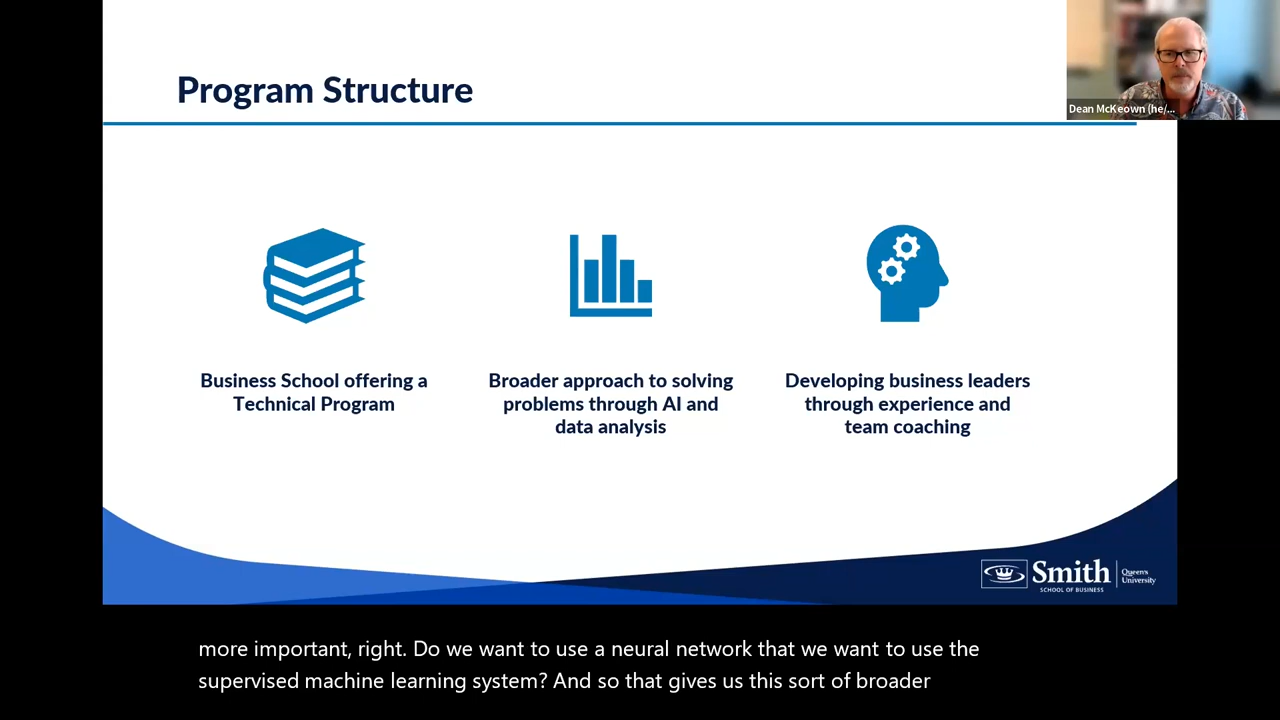 Program Structure
Dean McKeown (he/...
Business School offering a
Technical Program
Broader approach to solving
problems through AI and
data analysis
Developing business leaders
through experience and
team coaching
Smith
SCHOOL OF BUSINESS
Queen's
University
more important, right. Do we want to use a neural network that we want to use the
supervised machine learning system? And so that gives us this sort of broader